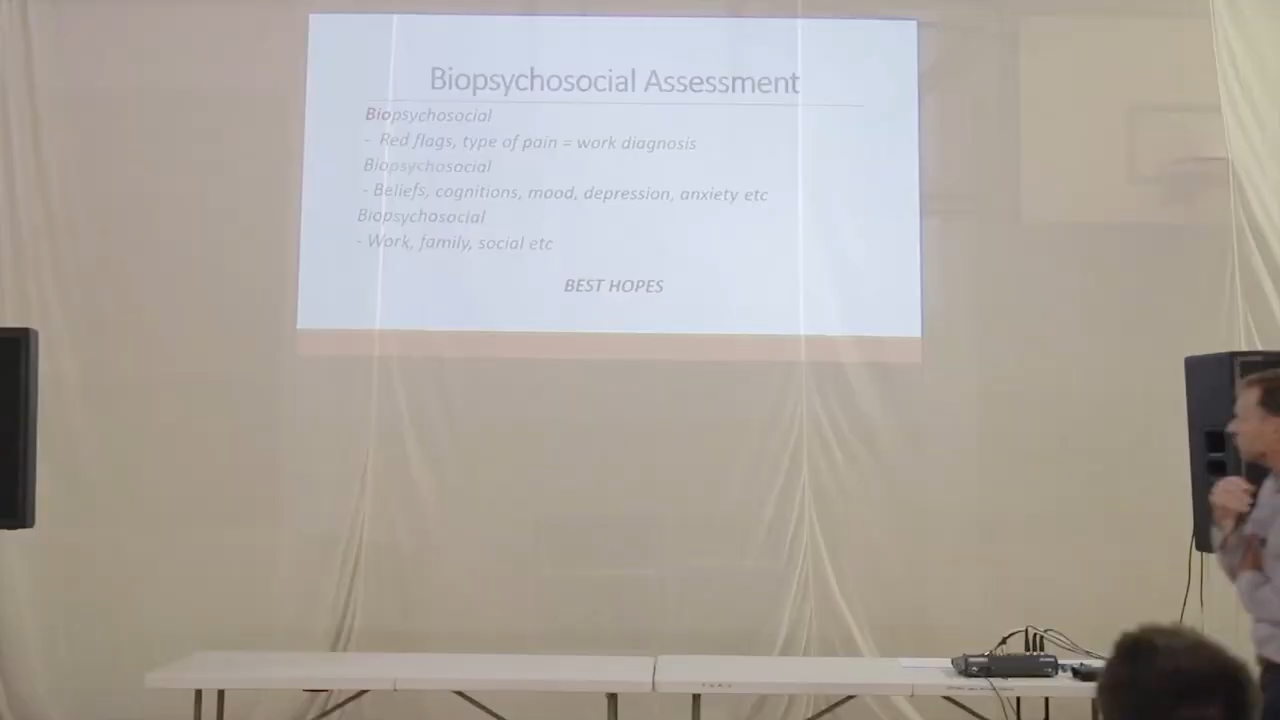 Biopsychosocial Assessment
Biopsychosocial
- Red flags, type of pain = work diagnosis
Biopsychosocial
- Beliefs, cognitions, mood, depression, anxiety etc
Biopsychosocial
- Work, family, social etc
BEST HOPES